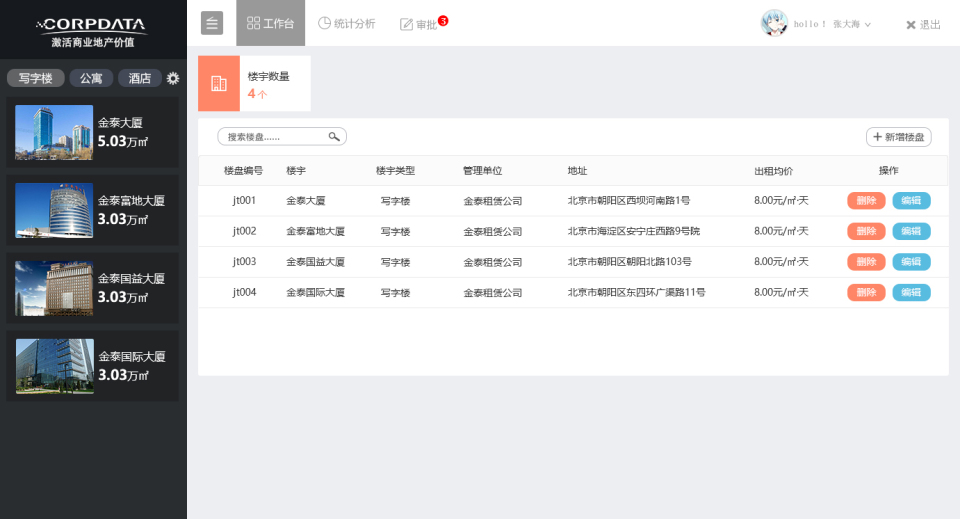 CORPDATA
激活商业地产价值
写字楼 公寓 酒店
金泰大厦
5.03万㎡
金泰富地大厦
3.03万㎡
金泰国益大厦
3.03万㎡
金泰国际大厦
3.03万㎡
工作台 统计分析 审批 3
hollo！ 张大海 退出
楼宇数量
4个
搜索楼盘...... 新增楼盘
楼盘编号 楼宇 楼宇类型 管理单位 地址 出租均价 操作
jt001 金泰大厦 写字楼 金泰租赁公司 北京市朝阳区西坝河南路1号 8.00元/㎡·天 删除 编辑
jt002 金泰富地大厦 写字楼 金泰租赁公司 北京市海淀区安宁庄西路9号院 8.00元/㎡·天 删除 编辑
jt003 金泰国益大厦 写字楼 金泰租赁公司 北京市朝阳区朝阳北路103号 8.00元/㎡·天 删除 编辑
jt004 金泰国际大厦 写字楼 金泰租赁公司 北京市朝阳区东四环广渠路11号 8.00元/㎡·天 删除 编辑